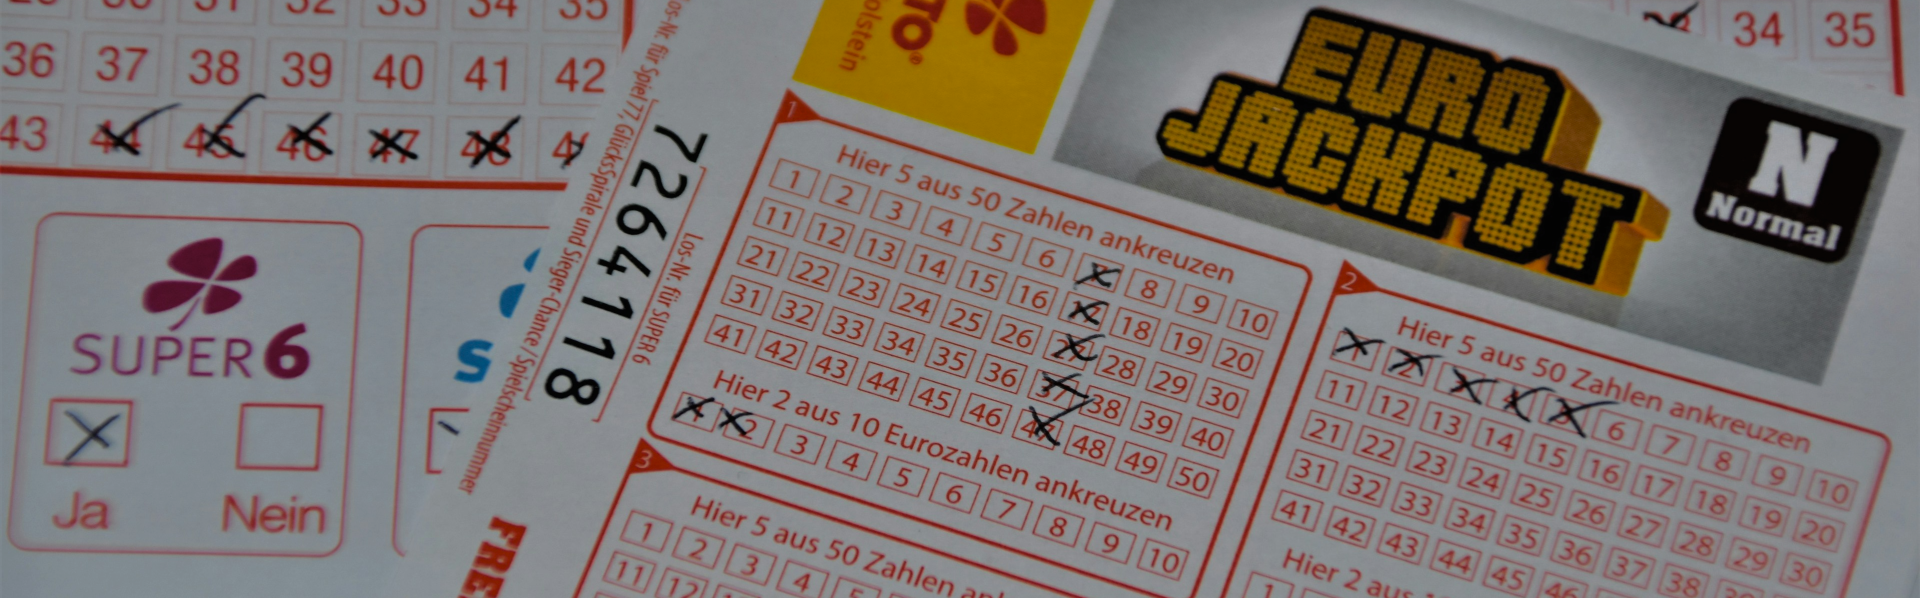 29 30 31 32 33 34 35
36 37 38 39 40 41 42
43 44 45 46 47 48
SUPER 6
Ja Nein
S
Los-Nr. für Spiel 77, GlücksSpirale und Sieger-Chance / Spielscheinnummer
7264118
Los-Nr. für SUPER 6
TO®
olstein
EURO
JACKPOT
N
Normal
34 35
1
Hier 5 aus 50 Zahlen ankreuzen
1 2 3 4 5 6 8 9 10
11 12 13 14 15 16 17 18 19 20
21 22 23 24 25 26 27 28 29 30
31 32 33 34 35 36 37 38 39 40
41 42 43 44 45 46 47 48 49 50
Hier 2 aus 10 Eurozahlen ankreuzen
1 2 3 4 5 6 7 8 9 10
2
Hier 5 aus 50 Zahlen ankreuzen
1 2 3 4 5 6 7 8 9 10
11 12 13 14 15 16 17 18 19 20
21 22 23 24 25 26 27 28 29 30
31 32 33 34 35 36 37 38 39
41 42 43 44 45 46
Hier 2 aus
1
3
Hier 5 aus 50 Zahlen an
1 2 3 4 5
11 12
FRE